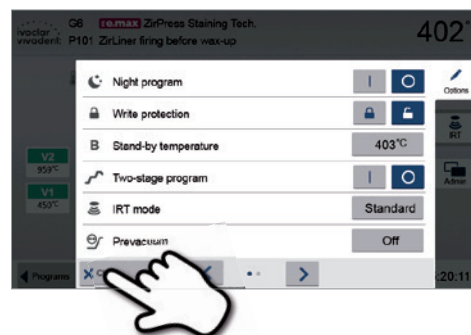 ivoclar
vivadent:
G6 IPS e.max ZirPress Staining Tech.
P101 ZirLiner firing before wax-up
402°
Night program
Options
Write protection
IRT
Stand-by temperature 403°C
Admin
V2
959°C
Two-stage program
V1
450°C
IRT mode Standard
Prevacuum Off
Programs
:20:11